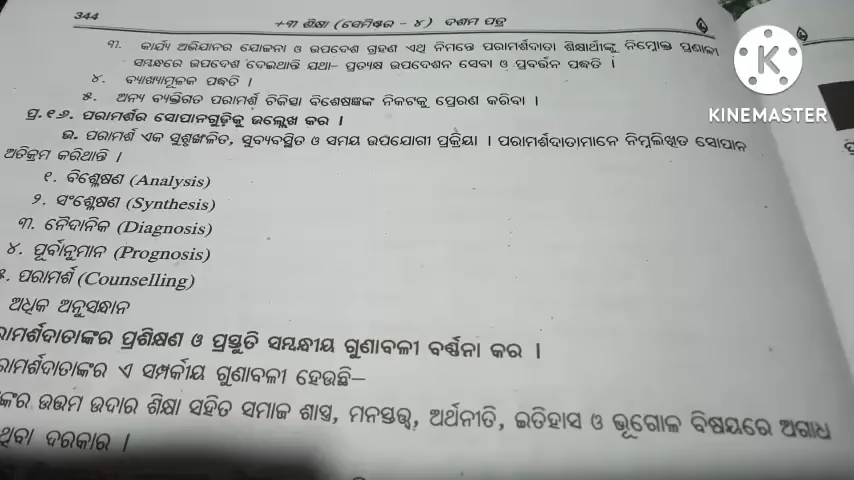 344
+୩ ଶିକ୍ଷା (ସେମିଷ୍ଟର - ୪) ଦଶମ ପତ୍ର
୩. କାର୍ଯ୍ୟ ଅଭିଯାନର ଯୋଜନା ଓ ଉପଦେଶ ଗ୍ରହଣ ଏଥି ନିମନ୍ତେ ପରାମର୍ଶଦାତା ଶିକ୍ଷାର୍ଥୀଙ୍କୁ ନିମ୍ନୋକ୍ତ ପ୍ରଣାଳୀ
ସମ୍ବନ୍ଧରେ ଉପଦେଶ ଦେଇଥାନ୍ତି ଯଥା- ପ୍ରତ୍ୟକ୍ଷ ଉପଦେଶନ ସେବା ଓ ପ୍ରବର୍ତ୍ତନ ପଦ୍ଧତି ।
୪. ବ୍ୟାଖ୍ୟାମୂଳକ ପଦ୍ଧତି ।
୫. ଅନ୍ୟ ବ୍ୟକ୍ତିଗତ ପରାମର୍ଶ ଚିକିତ୍ସା ବିଶେଷଜ୍ଞଙ୍କ ନିକଟକୁ ପ୍ରେରଣ କରିବା ।
ପ୍ର.୧୬. ପରାମର୍ଶର ସୋପାନଗୁଡ଼ିକୁ ଉଲ୍ଲେଖ କର ।
ଉ. ପରାମର୍ଶ ଏକ ସୁଶୃଙ୍ଖଳିତ, ସୁବ୍ୟବସ୍ଥିତ ଓ ସମୟ ଉପଯୋଗୀ ପ୍ରକ୍ରିୟା । ପରାମର୍ଶଦାତାମାନେ ନିମ୍ନଲିଖିତ ସୋପାନ
ଅତିକ୍ରମ କରିଥାନ୍ତି ।
୧. ବିଶ୍ଳେଷଣ (Analysis)
୨. ସଂଶ୍ଳେଷଣ (Synthesis)
୩. ନୈଦାନିକ (Diagnosis)
୪. ପୂର୍ବାନୁମାନ (Prognosis)
୫. ପରାମର୍ଶ (Counselling)
ଅଧିକ ଅନୁସନ୍ଧାନ
ରାମର୍ଶଦାତାଙ୍କର ପ୍ରଶିକ୍ଷଣ ଓ ପ୍ରସ୍ତୁତି ସମ୍ବନ୍ଧୀୟ ଗୁଣାବଳୀ ବର୍ଣ୍ଣନା କର ।
ରାମର୍ଶଦାତାଙ୍କର ଏ ସମ୍ପର୍କୀୟ ଗୁଣାବଳୀ ହେଉଛି–
ଙ୍କର ଉତ୍ତମ ଉଦାର ଶିକ୍ଷା ସହିତ ସମାଜ ଶାସ୍ତ୍ର, ମନସ୍ତତ୍ତ୍ୱ, ଅର୍ଥନୀତି, ଇତିହାସ ଓ ଭୂଗୋଳ ବିଷୟରେ ଅଗାଧ
ଥିବା ଦରକାର ।
KINEMASTER